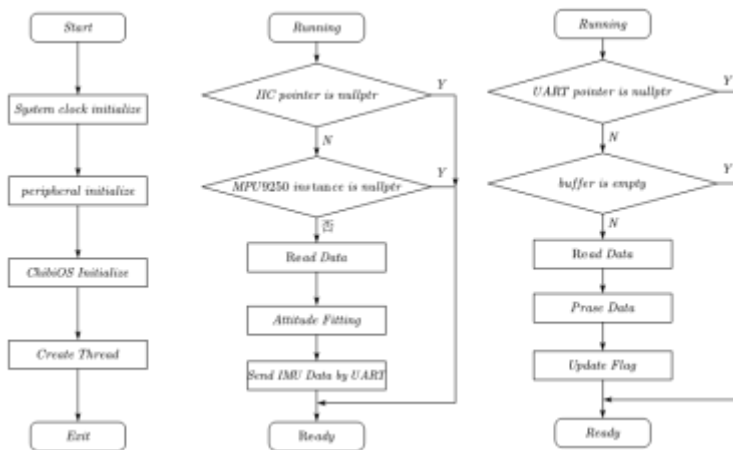 Start
System clock initialize
peripheral initialize
ChibiOS Initialize
Create Thread
Exit
Running
IIC pointer is nullptr
Y
N
MPU9250 instance is nullptr
Y
否
Read Data
Attitude Fitting
Send IMU Data by UART
Ready
Running
UART pointer is nullptr
Y
N
buffer is empty
Y
N
Read Data
Prase Data
Update Flag
Ready